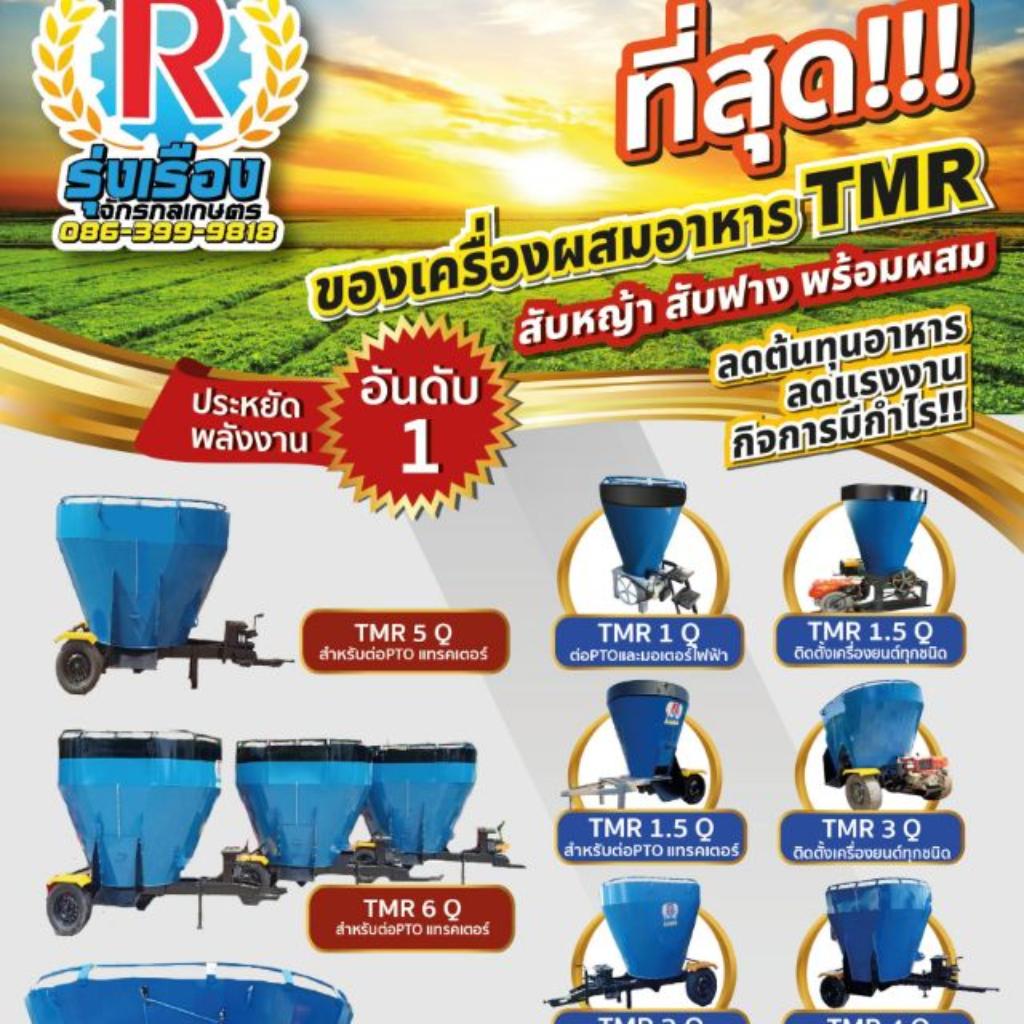 R
รุ่งเรือง
จักรกลเกษตร
086-399-9818
ที่สุด!!!
ของเครื่องผสมอาหาร TMR
สับหญ้า สับฟาง พร้อมผสม
ลดต้นทุนอาหาร
ลดแรงงาน
กิจการมีกำไร!!
ประหยัด
พลังงาน
อันดับ
1
TMR 5 Q
สำหรับต่อPTO แทรคเตอร์
TMR 1 Q
ต่อPTOและมอเตอร์ไฟฟ้า
TMR 1.5 Q
ติดตั้งเครื่องยนต์ทุกชนิด
TMR 1.5 Q
สำหรับต่อPTO แทรคเตอร์
TMR 3 Q
ติดตั้งเครื่องยนต์ทุกชนิด
TMR 6 Q
สำหรับต่อPTO แทรคเตอร์
TMR 3 Q
TMR 4 Q